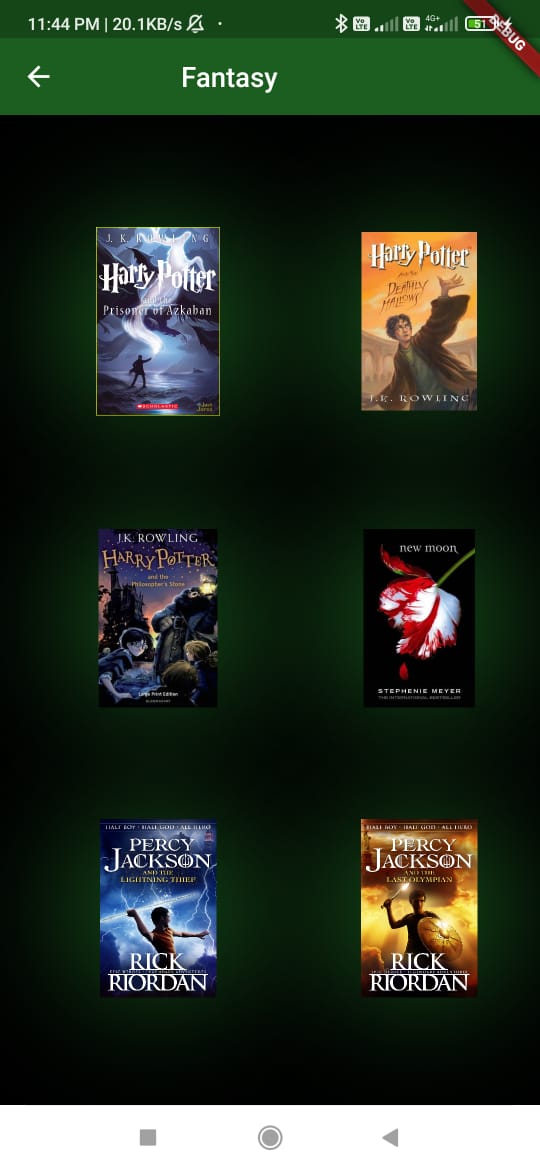 11:44 PM | 20.1KB/s
Vo LTE
Vo LTE
4G+
51
DEBUG
Fantasy
J. K. ROWLING
Harry Potter
and the
Prisoner of Azkaban
SCHOLASTIC
Harry Potter
AND THE
DEATHLY
HALLOWS
J.K. ROWLING
J.K. ROWLING
HARRY POTTER
and the
Philosopher's Stone
Large Print Edition
BLOOMSBURY
new moon
STEPHENIE MEYER
THE INTERNATIONAL BESTSELLER
HALF BOY · HALF GOD · ALL HERO
PERCY
JACKSON
AND THE
LIGHTNING THIEF
RICK
RIORDAN
HALF BOY · HALF GOD · ALL HERO
PERCY
JACKSON
AND THE
LAST OLYMPIAN
RICK
RIORDAN